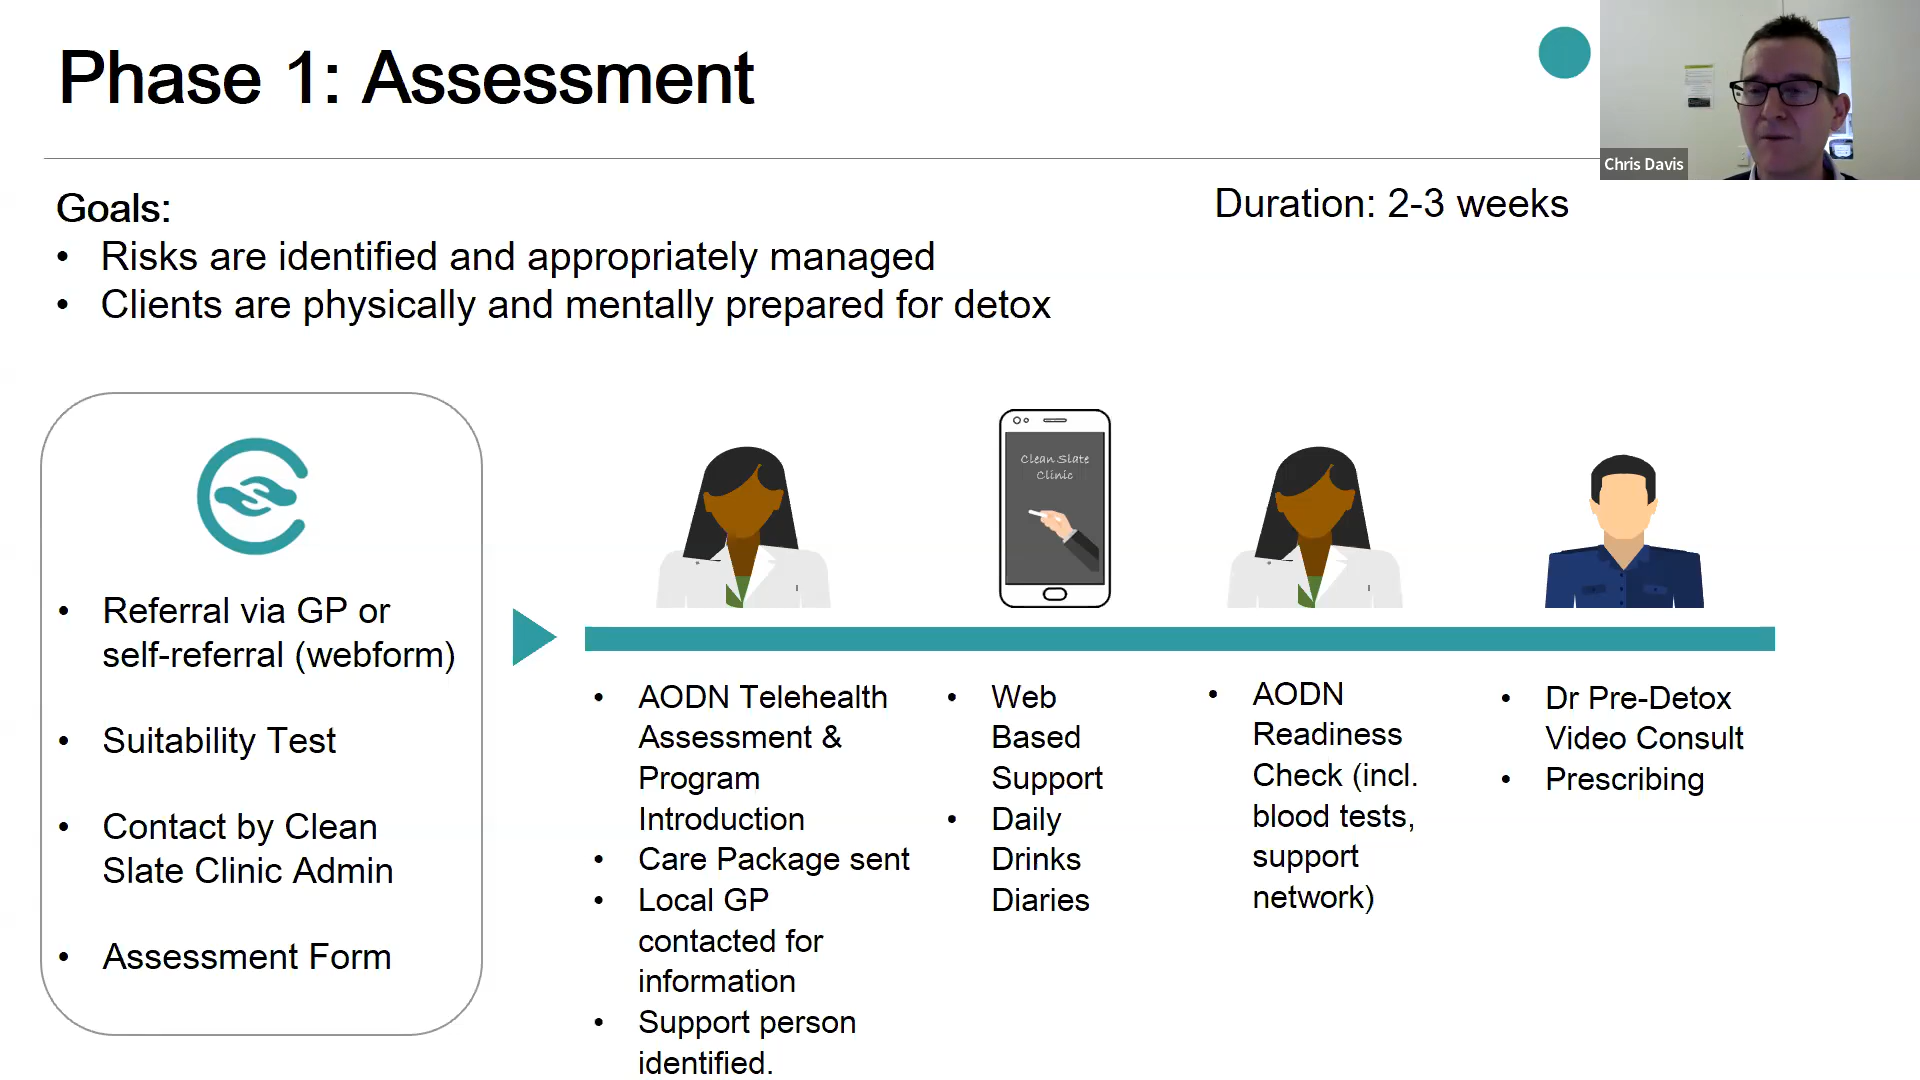 Phase 1: Assessment
Chris Davis
Goals:
Duration: 2-3 weeks
• Risks are identified and appropriately managed
• Clients are physically and mentally prepared for detox
• Referral via GP or
self-referral (webform)
• Suitability Test
• Contact by Clean
Slate Clinic Admin
• Assessment Form
Clean Slate
Clinic
• AODN Telehealth
Assessment &
Program
Introduction
• Care Package sent
• Local GP
contacted for
information
• Support person
identified.
• Web
Based
Support
• Daily
Drinks
Diaries
• AODN
Readiness
Check (incl.
blood tests,
support
network)
• Dr Pre-Detox
Video Consult
• Prescribing